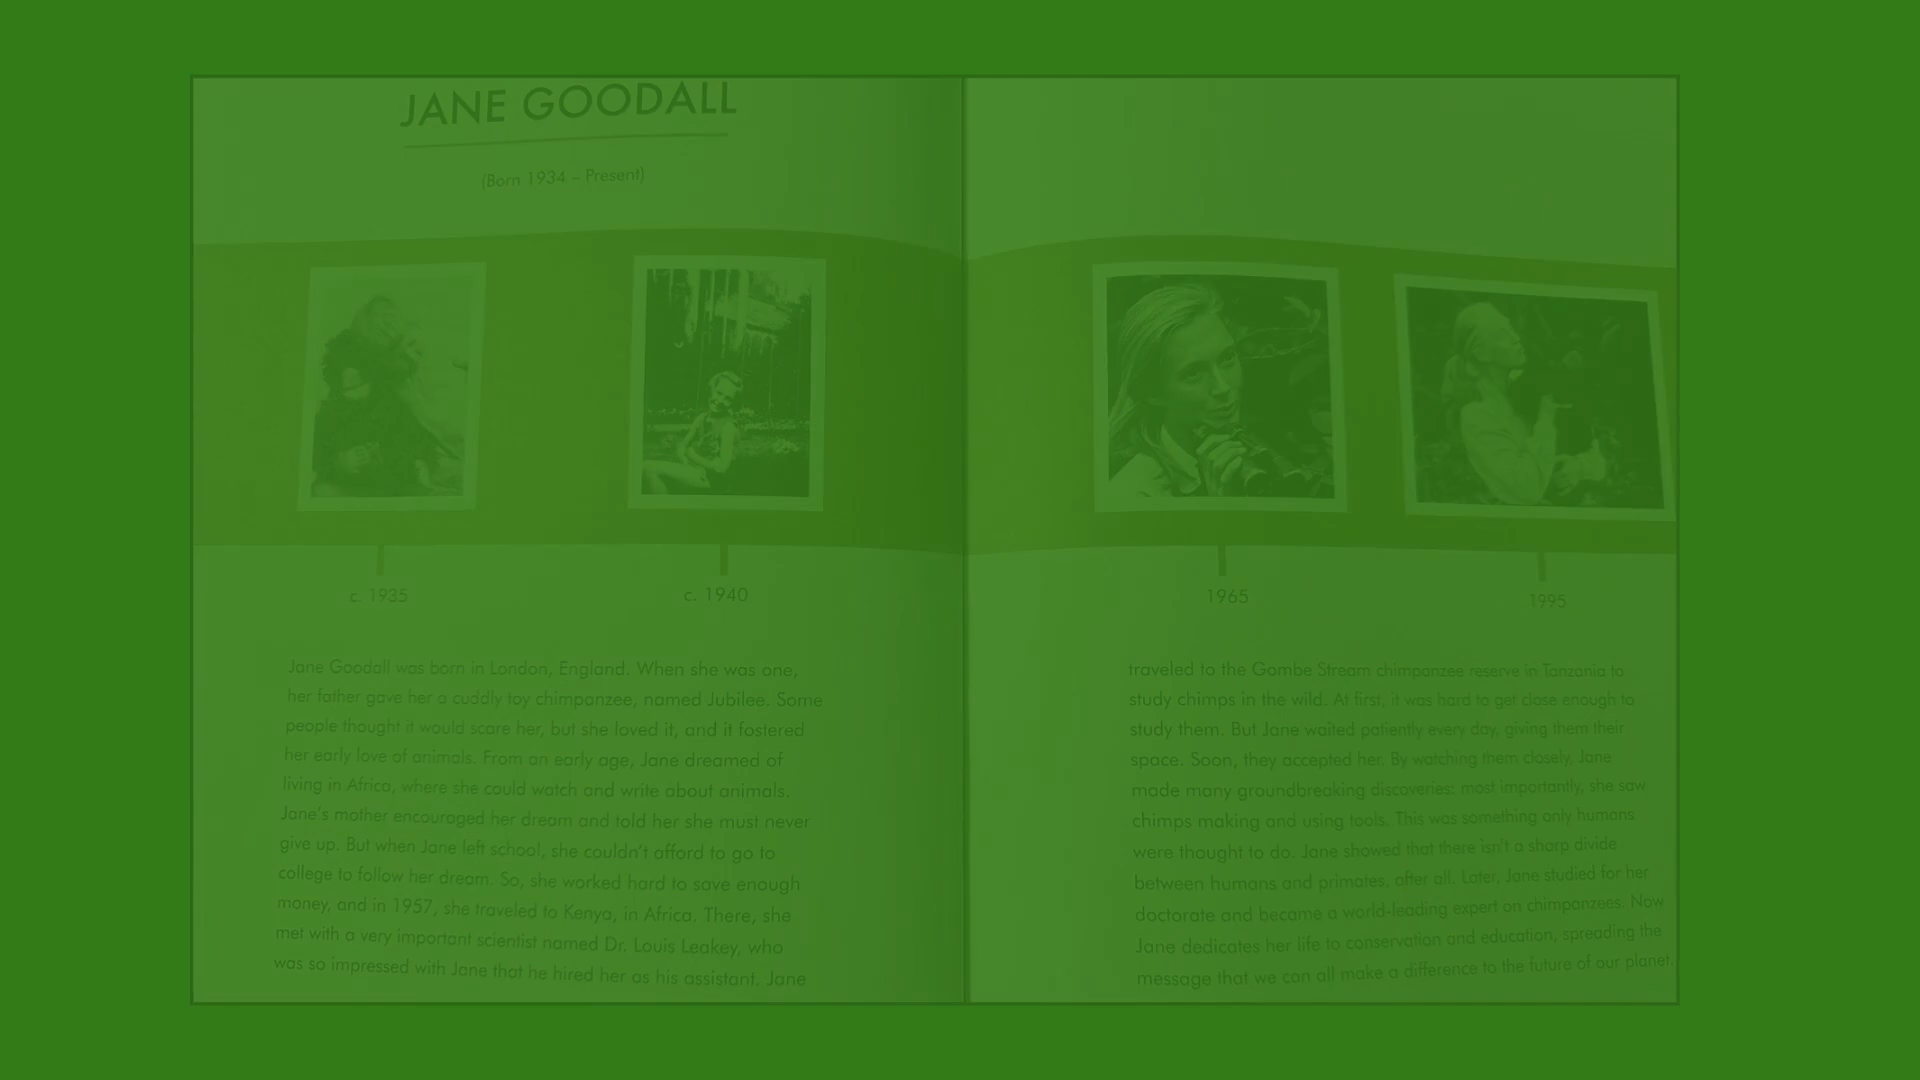 JANE GOODALL
(Born 1934 – Present)
c. 1935
c. 1940
Jane Goodall was born in London, England. When she was one,
her father gave her a cuddly toy chimpanzee, named Jubilee. Some
people thought it would scare her, but she loved it, and it fostered
her early love of animals. From an early age, Jane dreamed of
living in Africa, where she could watch and write about animals.
Jane's mother encouraged her dream and told her she must never
give up. But when Jane left school, she couldn't afford to go to
college to follow her dream. So, she worked hard to save enough
money, and in 1957, she traveled to Kenya, in Africa. There, she
met with a very important scientist named Dr. Louis Leakey, who
was so impressed with Jane that he hired her as his assistant. Jane
1965
1995
traveled to the Gombe Stream chimpanzee reserve in Tanzania to
study chimps in the wild. At first, it was hard to get close enough to
study them. But Jane waited patiently every day, giving them their
space. Soon, they accepted her. By watching them closely, Jane
made many groundbreaking discoveries: most importantly, she saw
chimps making and using tools. This was something only humans
were thought to do. Jane showed that there isn't a sharp divide
between humans and primates, after all. Later, Jane studied for her
doctorate and became a world-leading expert on chimpanzees. Now
Jane dedicates her life to conservation and education, spreading the
message that we can all make a difference to the future of our planet.